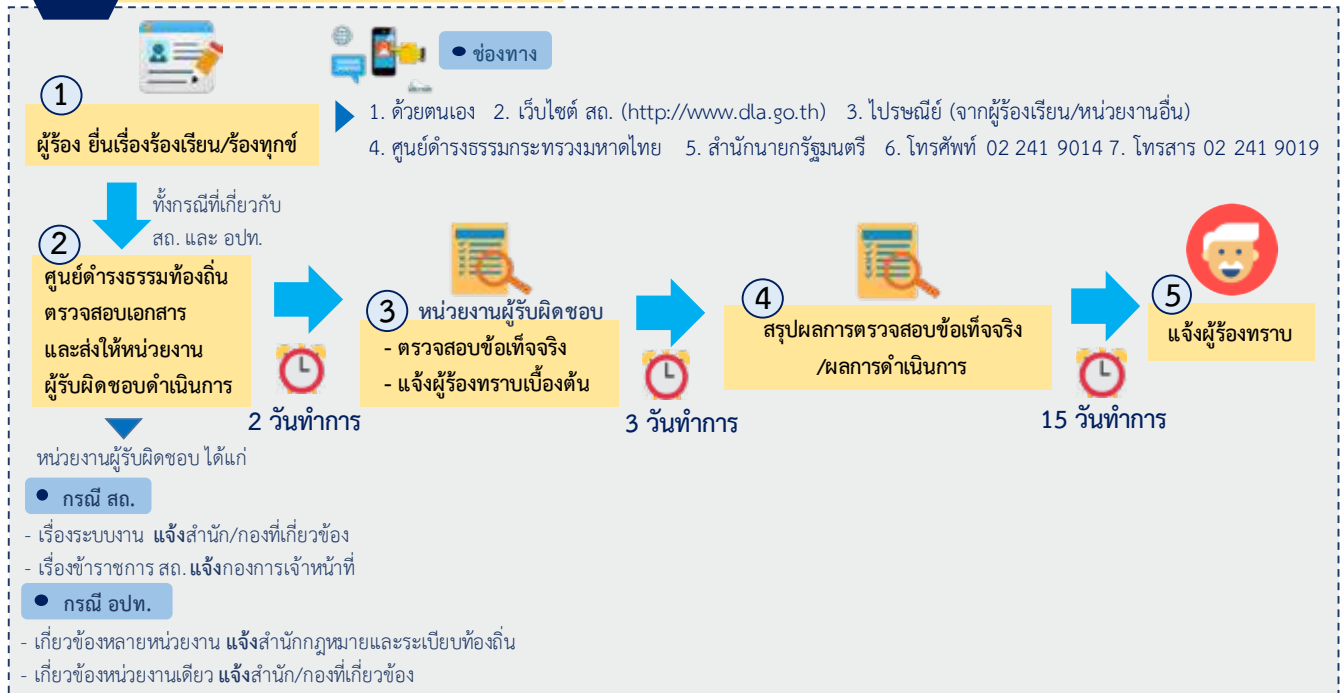 ช่องทาง
1
ผู้ร้อง ยื่นเรื่องร้องเรียน/ร้องทุกข์
1. ด้วยตนเอง 2. เว็บไซต์ สถ. (http://www.dla.go.th) 3. ไปรษณีย์ (จากผู้ร้องเรียน/หน่วยงานอื่น)
4. ศูนย์ดำรงธรรมกระทรวงมหาดไทย 5. สำนักนายกรัฐมนตรี 6. โทรศัพท์ 02 241 9014 7. โทรสาร 02 241 9019
ทั้งกรณีที่เกี่ยวกับ
สถ. และ อปท.
2
ศูนย์ดำรงธรรมท้องถิ่น
ตรวจสอบเอกสาร
และส่งให้หน่วยงาน
ผู้รับผิดชอบดำเนินการ
2 วันทำการ
3 หน่วยงานผู้รับผิดชอบ
- ตรวจสอบข้อเท็จจริง
- แจ้งผู้ร้องทราบเบื้องต้น
3 วันทำการ
4
สรุปผลการตรวจสอบข้อเท็จจริง
/ผลการดำเนินการ
15 วันทำการ
5
แจ้งผู้ร้องทราบ
หน่วยงานผู้รับผิดชอบ ได้แก่
กรณี สถ.
- เรื่องระบบงาน แจ้งสำนัก/กองที่เกี่ยวข้อง
- เรื่องข้าราชการ สถ. แจ้งกองการเจ้าหน้าที่
กรณี อปท.
- เกี่ยวข้องหลายหน่วยงาน แจ้งสำนักกฎหมายและระเบียบท้องถิ่น
- เกี่ยวข้องหน่วยงานเดียว แจ้งสำนัก/กองที่เกี่ยวข้อง